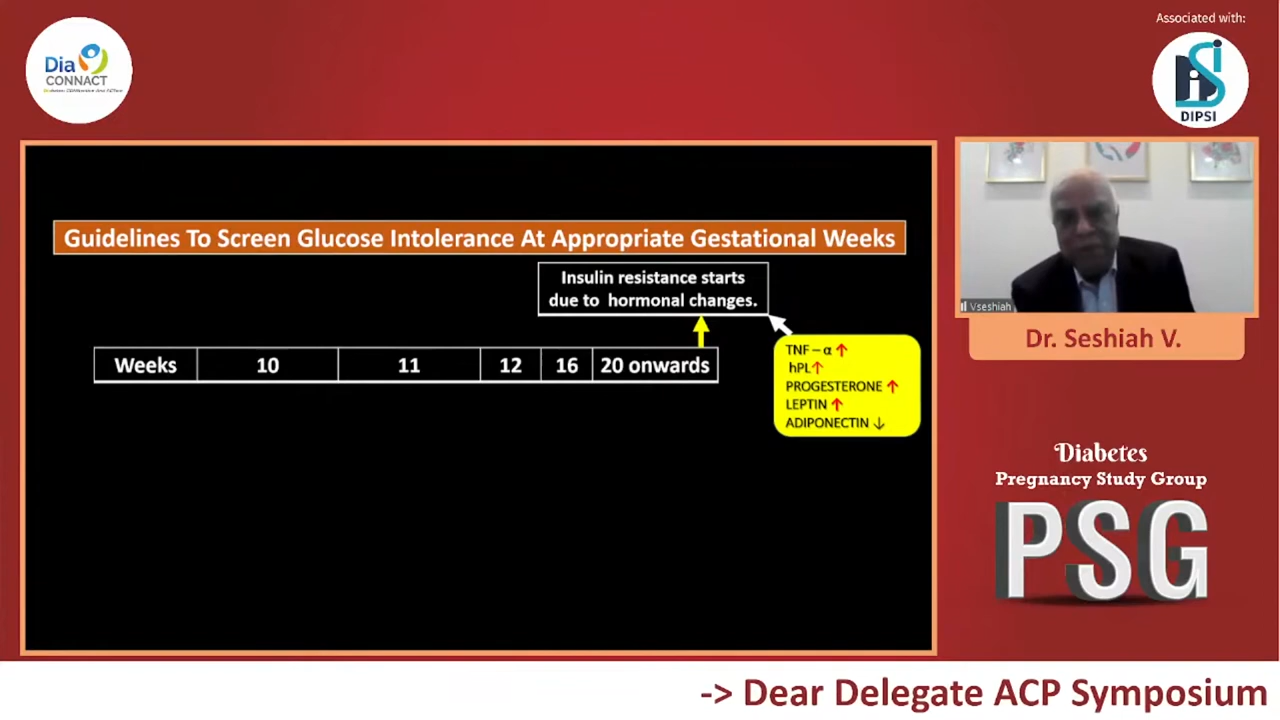 Associated with:
Dia
CONNACT
DIPSI
Guidelines To Screen Glucose Intolerance At Appropriate Gestational Weeks
Insulin resistance starts
due to hormonal changes.
Weeks 10 11 12 16 20 onwards
TNF – α ↑
hPL↑
PROGESTERONE ↑
LEPTIN ↑
ADIPONECTIN ↓
Vseshiah
Dr. Seshiah V.
Diabetes
Pregnancy Study Group
PSG
-> Dear Delegate ACP Symposium